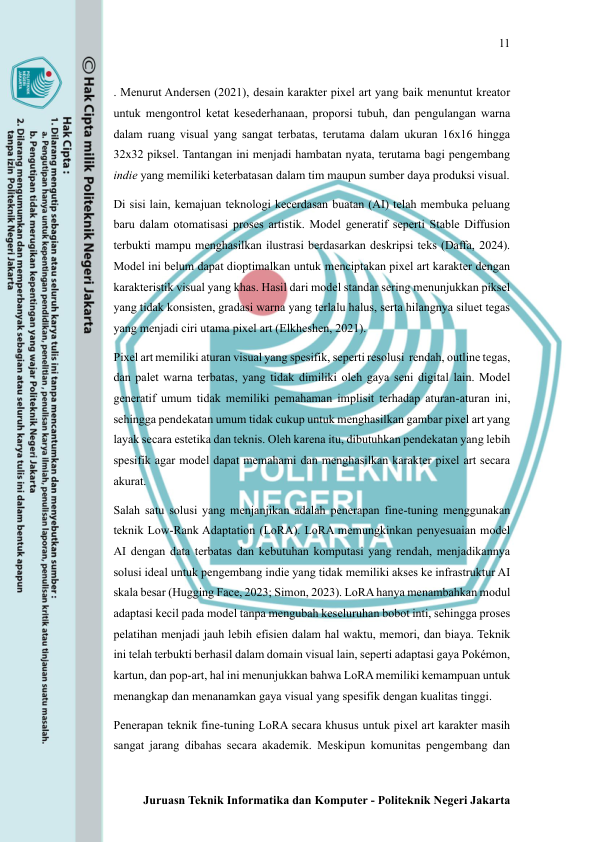 11
. Menurut Andersen (2021), desain karakter pixel art yang baik menuntut kreator
untuk mengontrol ketat kesederhanaan, proporsi tubuh, dan pengulangan warna
dalam ruang visual yang sangat terbatas, terutama dalam ukuran 16x16 hingga
32x32 piksel. Tantangan ini menjadi hambatan nyata, terutama bagi pengembang
indie yang memiliki keterbatasan dalam tim maupun sumber daya produksi visual.
Di sisi lain, kemajuan teknologi kecerdasan buatan (AI) telah membuka peluang
baru dalam otomatisasi proses artistik. Model generatif seperti Stable Diffusion
terbukti mampu menghasilkan ilustrasi berdasarkan deskripsi teks (Daffa, 2024).
Model ini belum dapat dioptimalkan untuk menciptakan pixel art karakter dengan
karakteristik visual yang khas. Hasil dari model standar sering menunjukkan piksel
yang tidak konsisten, gradasi warna yang terlalu halus, serta hilangnya siluet tegas
yang menjadi ciri utama pixel art (Elkheshen, 2021).
Pixel art memiliki aturan visual yang spesifik, seperti resolusi rendah, outline tegas,
dan palet warna terbatas, yang tidak dimiliki oleh gaya seni digital lain. Model
generatif umum tidak memiliki pemahaman implisit terhadap aturan-aturan ini,
sehingga pendekatan umum tidak cukup untuk menghasilkan gambar pixel art yang
layak secara estetika dan teknis. Oleh karena itu, dibutuhkan pendekatan yang lebih
spesifik agar model dapat memahami dan menghasilkan karakter pixel art secara
akurat.
Salah satu solusi yang menjanjikan adalah penerapan fine-tuning menggunakan
teknik Low-Rank Adaptation (LoRA). LoRA memungkinkan penyesuaian model
AI dengan data terbatas dan kebutuhan komputasi yang rendah, menjadikannya
solusi ideal untuk pengembang indie yang tidak memiliki akses ke infrastruktur AI
skala besar (Hugging Face, 2023; Simon, 2023). LoRA hanya menambahkan modul
adaptasi kecil pada model tanpa mengubah keseluruhan bobot inti, sehingga proses
pelatihan menjadi jauh lebih efisien dalam hal waktu, memori, dan biaya. Teknik
ini telah terbukti berhasil dalam domain visual lain, seperti adaptasi gaya Pokémon,
kartun, dan pop-art, hal ini menunjukkan bahwa LoRA memiliki kemampuan untuk
menangkap dan menanamkan gaya visual yang spesifik dengan kualitas tinggi.
Penerapan teknik fine-tuning LoRA secara khusus untuk pixel art karakter masih
sangat jarang dibahas secara akademik. Meskipun komunitas pengembang dan
Juruasn Teknik Informatika dan Komputer - Politeknik Negeri Jakarta
POLITEKNIK
NEGERI
JAKARTA
© Hak Cipta milik Politeknik Negeri Jakarta
Hak Cipta :
1. Dilarang mengutip sebagian atau seluruh karya tulis ini tanpa mencantumkan dan menyebutkan sumber :
a. Pengutipan hanya untuk kepentingan pendidikan, penelitian , penulisan karya ilmiah, penulisan laporan, penulisan kritik atau tinjauan suatu masalah.
b. Pengutipan tidak merugikan kepentingan yang wajar Politeknik Negeri Jakarta
2. Dilarang mengumumkan dan memperbanyak sebagian atau seluruh karya tulis ini dalam bentuk apapun
tanpa izin Politeknik Negeri Jakarta
POLITEKNIK
NEGERI
JAKARTA